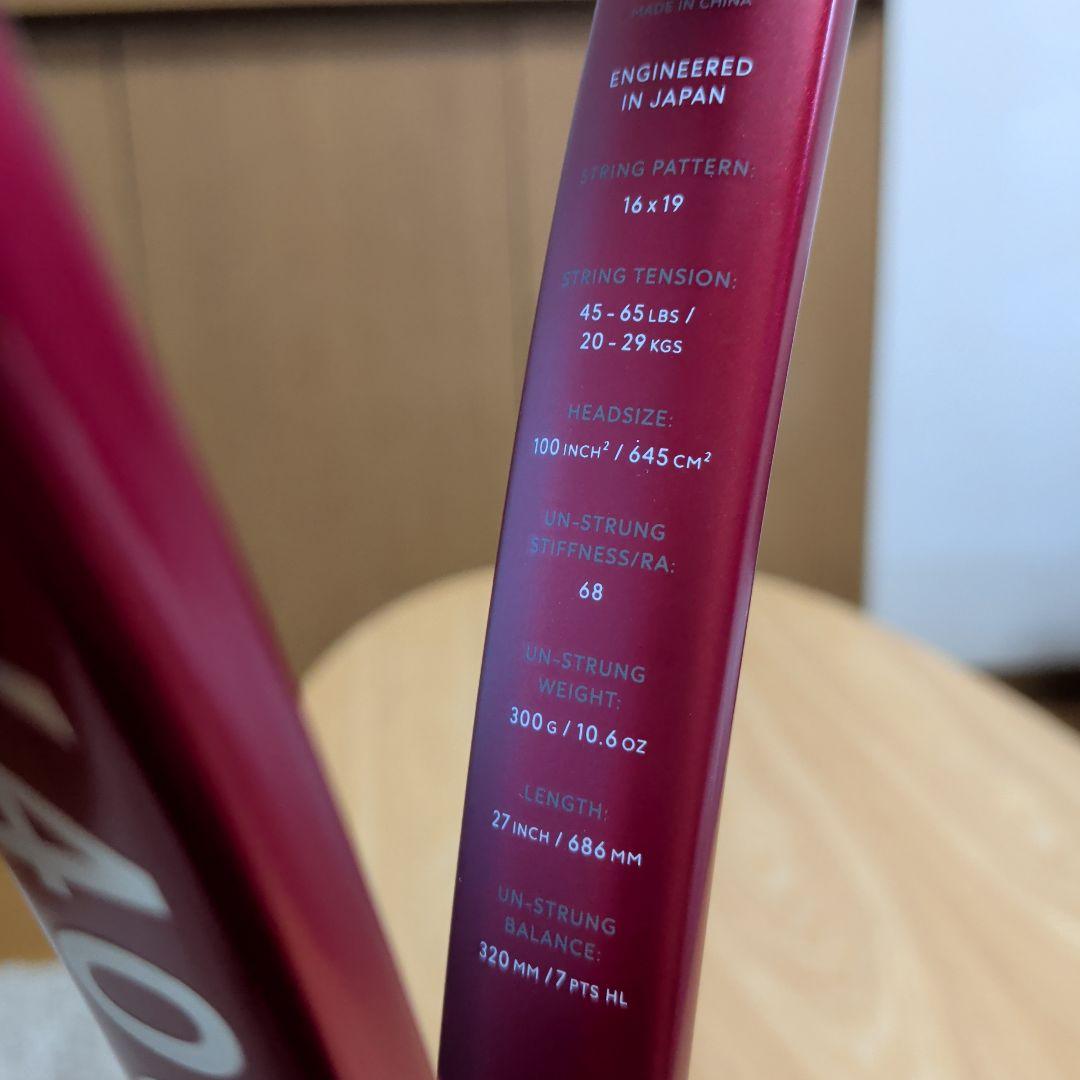 MADE IN CHINA
ENGINEERED
IN JAPAN
STRING PATTERN:
16 x 19
STRING TENSION:
45 - 65 LBS /
20 - 29 KGS
HEADSIZE:
100 INCH² / 645 CM²
UN-STRUNG
STIFFNESS/RA:
68
UN-STRUNG
WEIGHT:
300 G / 10.6 OZ
LENGTH:
27 INCH / 686 MM
UN-STRUNG
BALANCE:
320 MM / 7 PTS HL